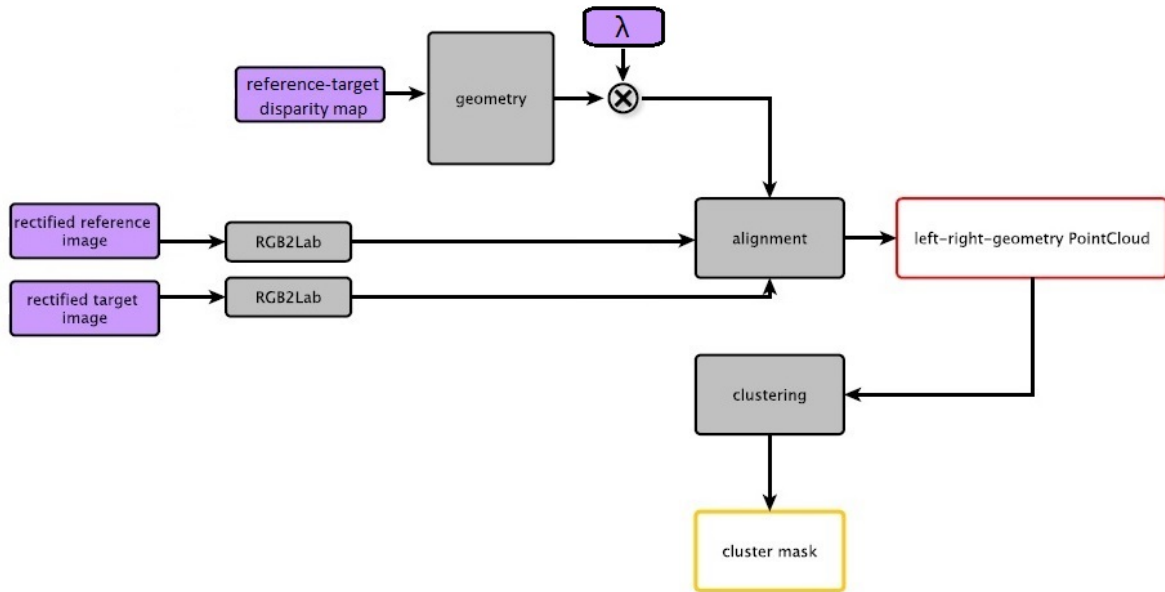 λ
reference-target
disparity map
geometry
rectified reference
image
RGB2Lab
alignment
left-right-geometry PointCloud
rectified target
image
RGB2Lab
clustering
cluster mask